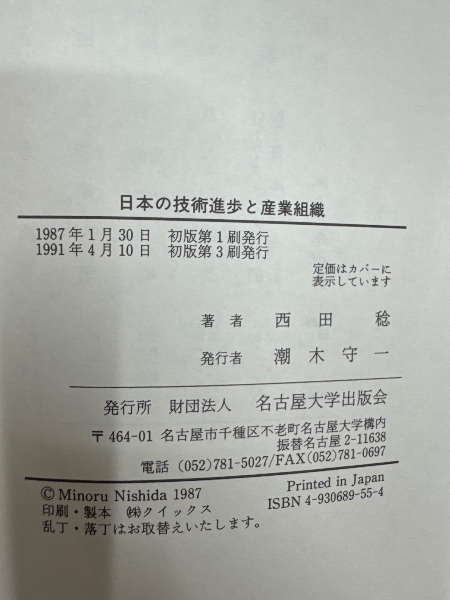 日本の技術進歩と産業組織
1987年1月30日 初版第1刷発行
1991年4月10日 初版第3刷発行
定価はカバーに
表示しています
著者 西田稔
発行者 潮木守一
発行所 財団法人 名古屋大学出版会
〒464-01 名古屋市千種区不老町名古屋大学構内
振替名古屋2-11638
電話 (052)781-5027/FAX(052)781-0697
© Minoru Nishida 1987
Printed in Japan
印刷・製本 ㈱クイックス
ISBN 4-930689-55-4
乱丁・落丁はお取替えいたします。